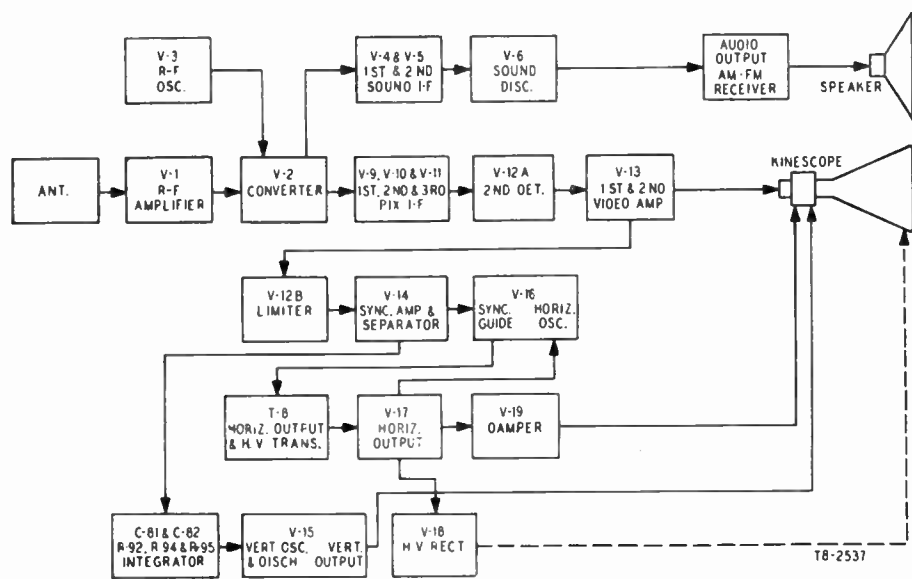 V-3
R-F
OSC.
V-4 & V-5
1ST & 2ND
SOUND I-F
V-6
SOUND
DISC.
AUDIO
OUTPUT
AM-FM
RECEIVER
SPEAKER
ANT.
V-1
R-F
AMPLIFIER
V-2
CONVERTER
V-9, V-10 & V-11
1ST, 2ND & 3RD
PIX I-F
V-12A
2ND DET.
V-13
1ST & 2ND
VIDEO AMP
KINESCOPE
V-12B
LIMITER
V-14
SYNC. AMP &
SEPARATOR
V-16
SYNC. HORIZ.
GUIDE OSC.
T-8
HORIZ. OUTPUT
& H.V TRANS.
V-17
HORIZ.
OUTPUT
V-19
DAMPER
C-81 & C-82
R-92, R-94 & R-95
INTEGRATOR
V-15
VERT OSC. VERT.
& DISCH OUTPUT
V-18
H.V RECT
T8-2537